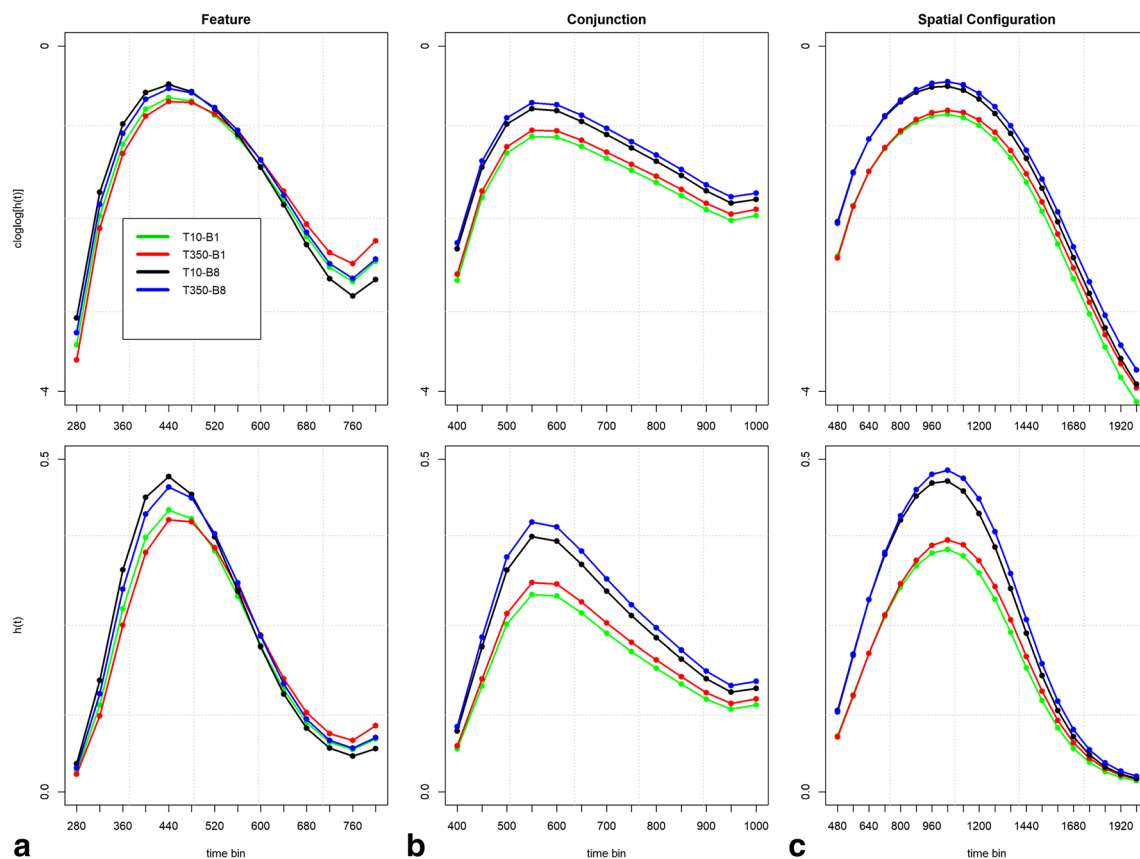 Feature
Conjunction
Spatial Configuration
cloglog[h(t)]
0
-4
T10-B1
T350-B1
T10-B8
T350-B8
280 360 440 520 600 680 760
400 500 600 700 800 900 1000
480 640 800 960 1200 1440 1680 1920
h(t)
0.5
0.0
0.5
0.0
0.5
0.0
280 360 440 520 600 680 760
400 500 600 700 800 900 1000
480 640 800 960 1200 1440 1680 1920
a
time bin
b
time bin
c
time bin
0
-4
0
-4